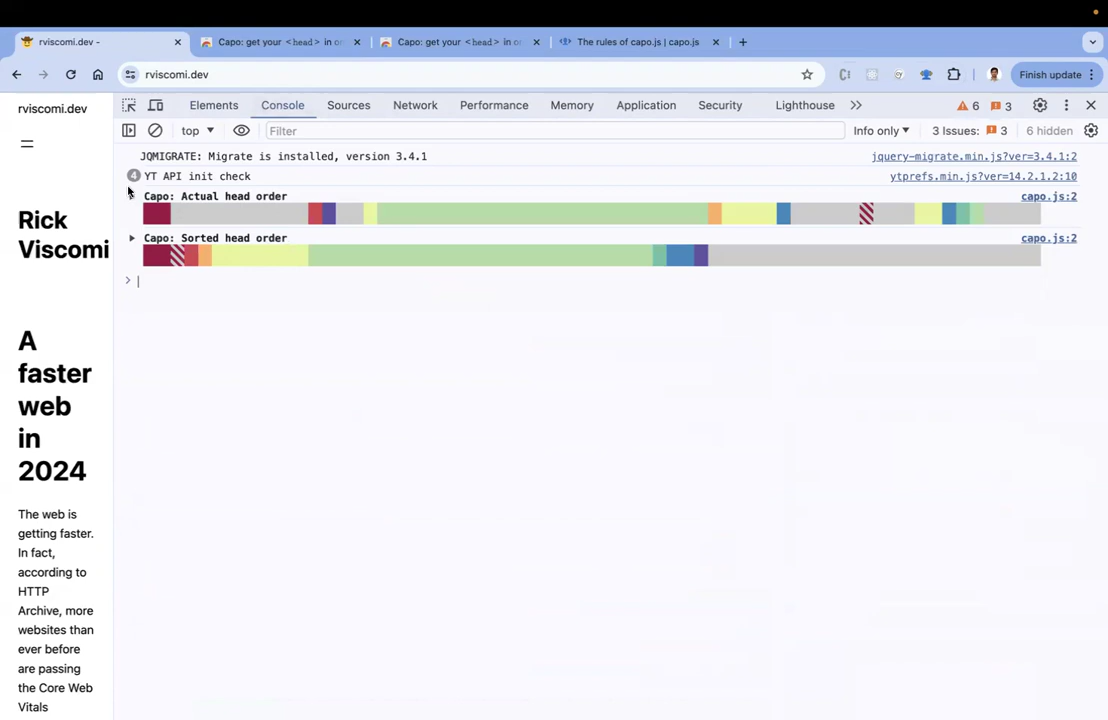 rviscomi.dev -
Capo: get your <head> in or
Capo: get your <head> in or
The rules of capo.js | capo.js
rviscomi.dev
Finish update
rviscomi.dev
Elements
Console
Sources
Network
Performance
Memory
Application
Security
Lighthouse
6
3
top
Filter
Info only
3 Issues:
3
6 hidden
JQMIGRATE: Migrate is installed, version 3.4.1
jquery-migrate.min.js?ver=3.4.1:2
4
YT API init check
ytprefs.min.js?ver=14.2.1.2:10
Capo: Actual head order
capo.js:2
Capo: Sorted head order
capo.js:2
Rick
Viscomi
A
faster
web
in
2024
The web is
getting faster.
In fact,
according to
HTTP
Archive, more
websites than
ever before
are passing
the Core Web
Vitals